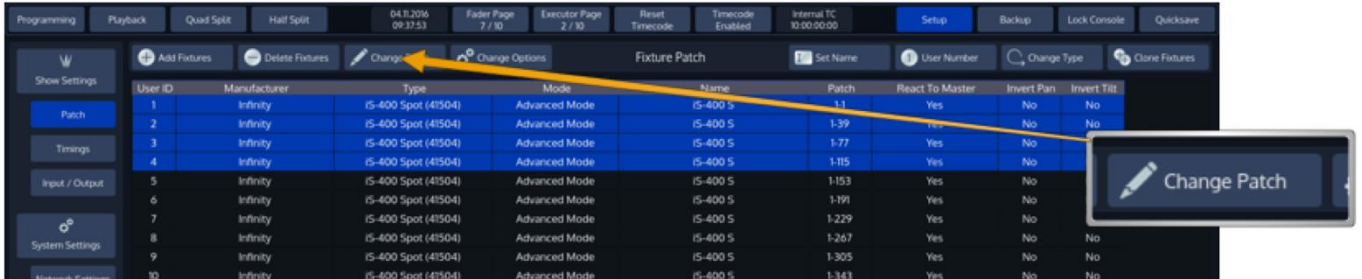 Programming Playback Quad Split Half Split 04.11.2016 09:37:53 Fader Page 7 / 10 Executor Page 2 / 10 Reset Timecode Timecode Enabled Internal TC 10:00:00:00 Setup Backup Lock Console Quicksave
Show Settings
Patch
Timings
Input / Output
System Settings
Network Settings
Add Fixtures Delete Fixtures Change Change Options Fixture Patch Set Name User Number Change Type Clone Fixtures
User ID Manufacturer Type Mode Name Patch React To Master Invert Pan Invert Tilt
1 Infinity iS-400 Spot (41504) Advanced Mode iS-400 S 1-1 Yes No No
2 Infinity iS-400 Spot (41504) Advanced Mode iS-400 S 1-39 Yes No No
3 Infinity iS-400 Spot (41504) Advanced Mode iS-400 S 1-77 Yes No
4 Infinity iS-400 Spot (41504) Advanced Mode iS-400 S 1-115 Yes No
5 Infinity iS-400 Spot (41504) Advanced Mode iS-400 S 1-153 Yes No
6 Infinity iS-400 Spot (41504) Advanced Mode iS-400 S 1-191 Yes No
7 Infinity iS-400 Spot (41504) Advanced Mode iS-400 S 1-229 Yes No
8 Infinity iS-400 Spot (41504) Advanced Mode iS-400 S 1-267 Yes No No
9 Infinity iS-400 Spot (41504) Advanced Mode iS-400 S 1-305 Yes No No
10 Infinity iS-400 Spot (41504) Advanced Mode iS-400 S 1-343 Yes No No
Change Patch